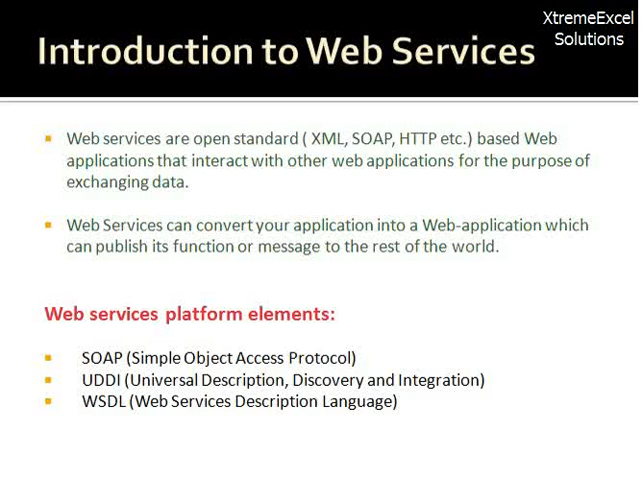 XtremeExcel
Solutions
Introduction to Web Services
Web services are open standard ( XML, SOAP, HTTP etc.) based Web
applications that interact with other web applications for the purpose of
exchanging data.
Web Services can convert your application into a Web-application which
can publish its function or message to the rest of the world.
Web services platform elements:
SOAP (Simple Object Access Protocol)
UDDI (Universal Description, Discovery and Integration)
WSDL (Web Services Description Language)